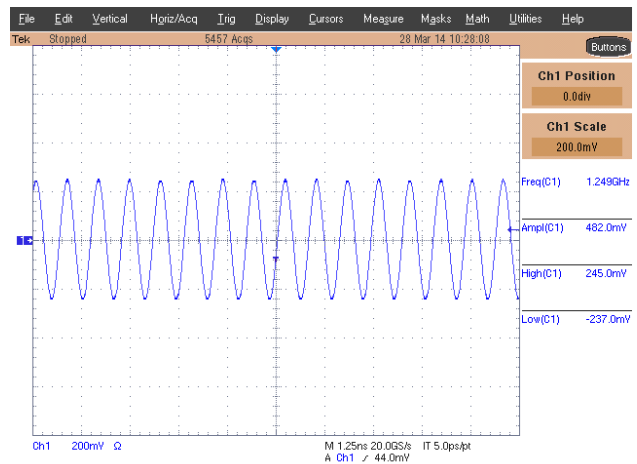 File Edit Vertical Horiz/Acq Trig Display Cursors Measure Masks Math Utilities Help
Tek Stopped 5457 Acqs 28 Mar 14 10:28:08
Buttons
Ch1 Position
0.0div
Ch1 Scale
200.0mV
Freq(C1) 1.249GHz
Ampl(C1) 482.0mV
High(C1) 245.0mV
Low(C1) -237.0mV
1
T
Ch1 200mV Ω
M 1.25ns 20.0GS/s IT 5.0ps/pt
A Ch1 ∕ 44.0mV